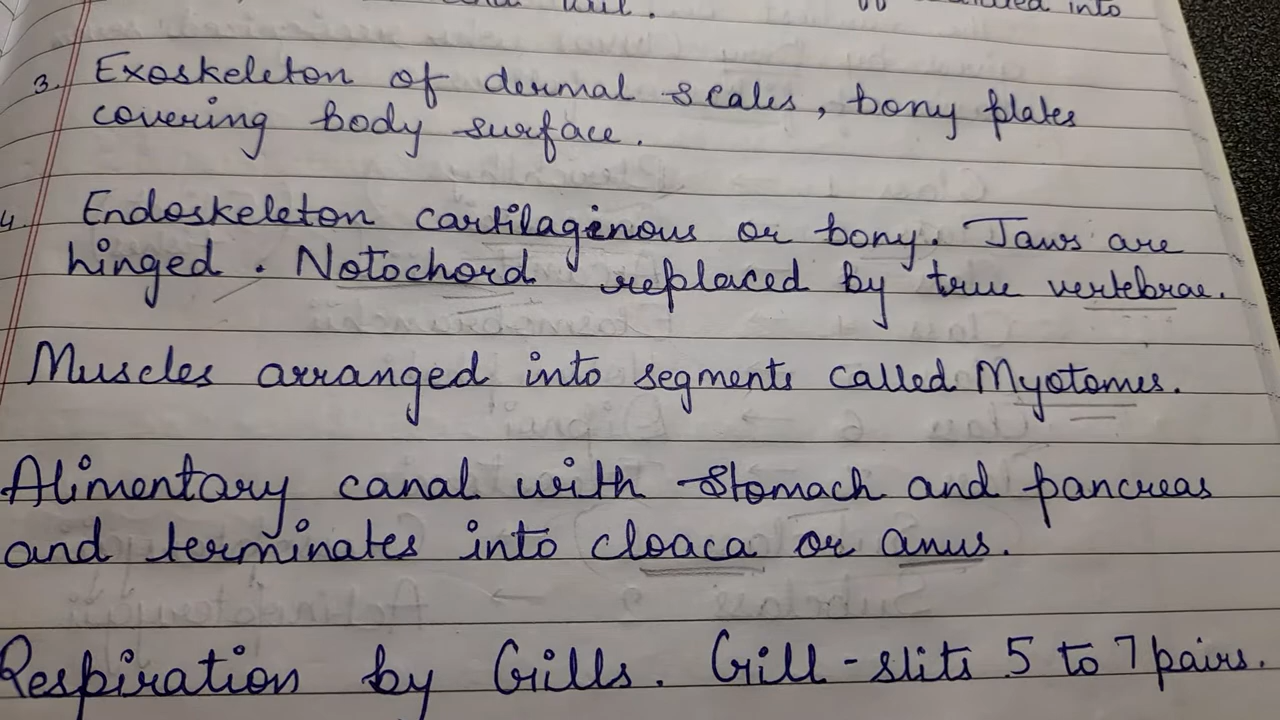 into
3. Exoskeleton of dermal scales, bony plates
covering body surface.
4. Endoskeleton cartilagenous or bony. Jaws are
hinged. Notochord replaced by true vertebrae.
Muscles arranged into segments called Myotomes.
Alimentary canal with stomach and pancreas
and terminates into cloaca or anus.
Respiration by Gills. Gill-slits 5 to 7 pairs.